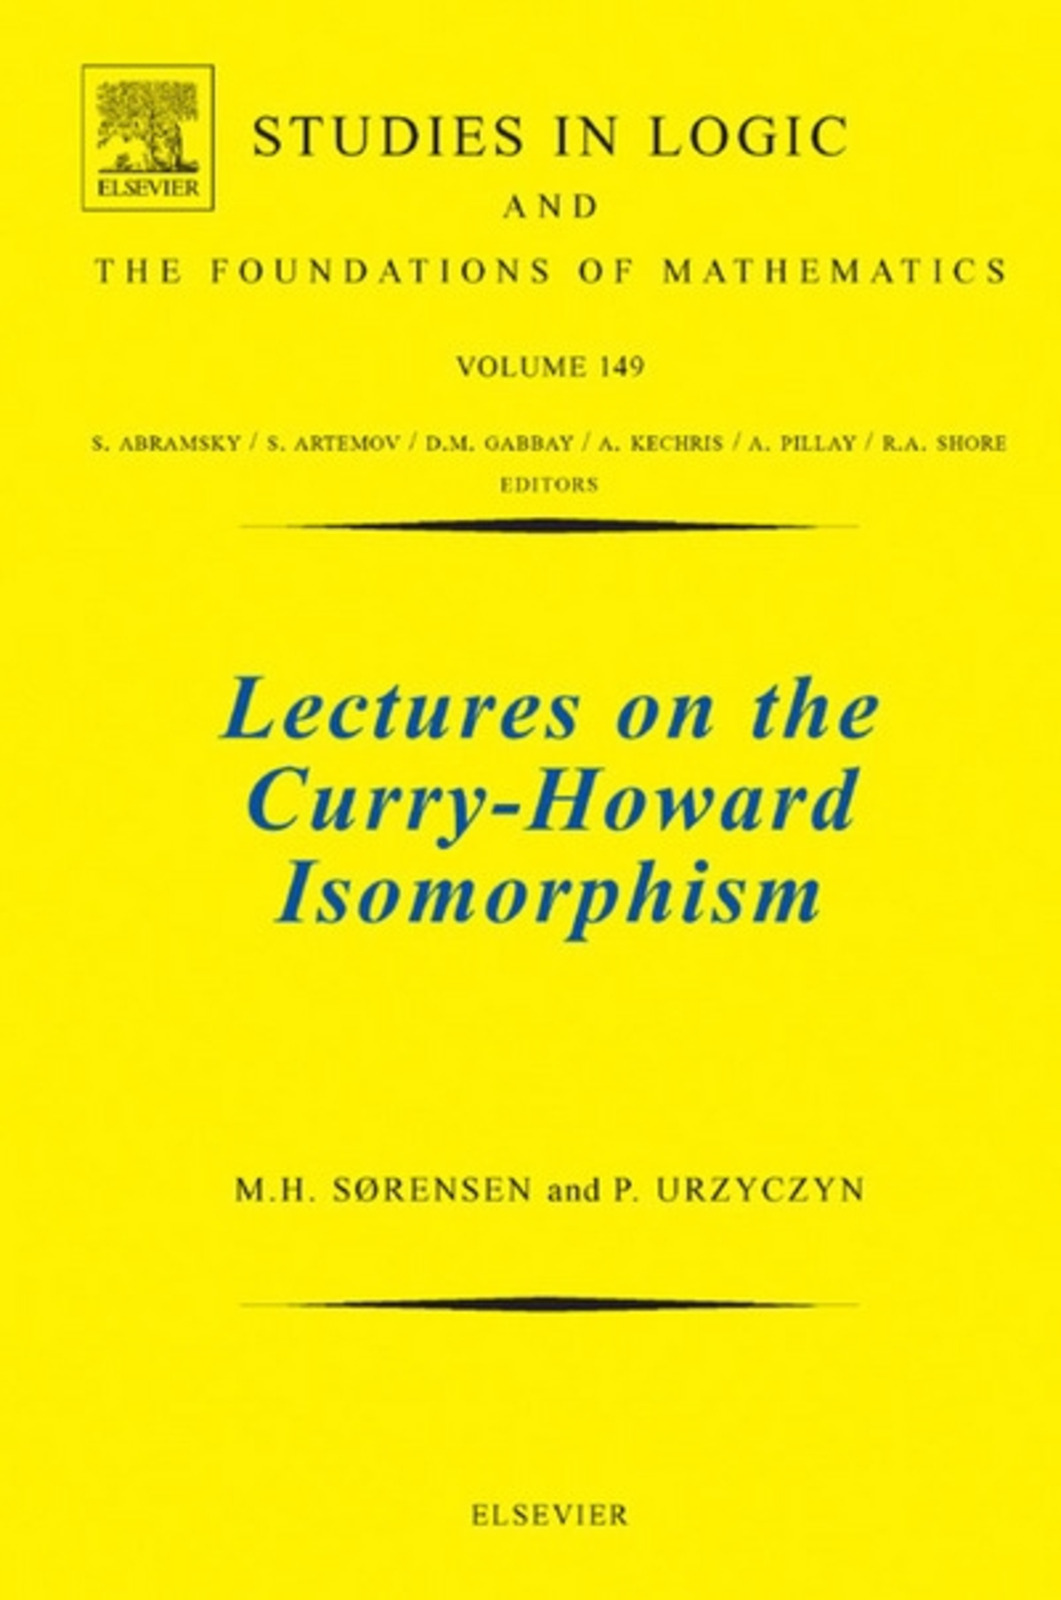 ELSEVIER
STUDIES IN LOGIC
AND
THE FOUNDATIONS OF MATHEMATICS
VOLUME 149
S. ABRAMSKY / S. ARTEMOV / D.M. GABBAY / A. KECHRIS / A. PILLAY / R.A. SHORE
EDITORS
Lectures on the
Curry-Howard
Isomorphism
M.H. SØRENSEN and P. URZYCZYN
ELSEVIER